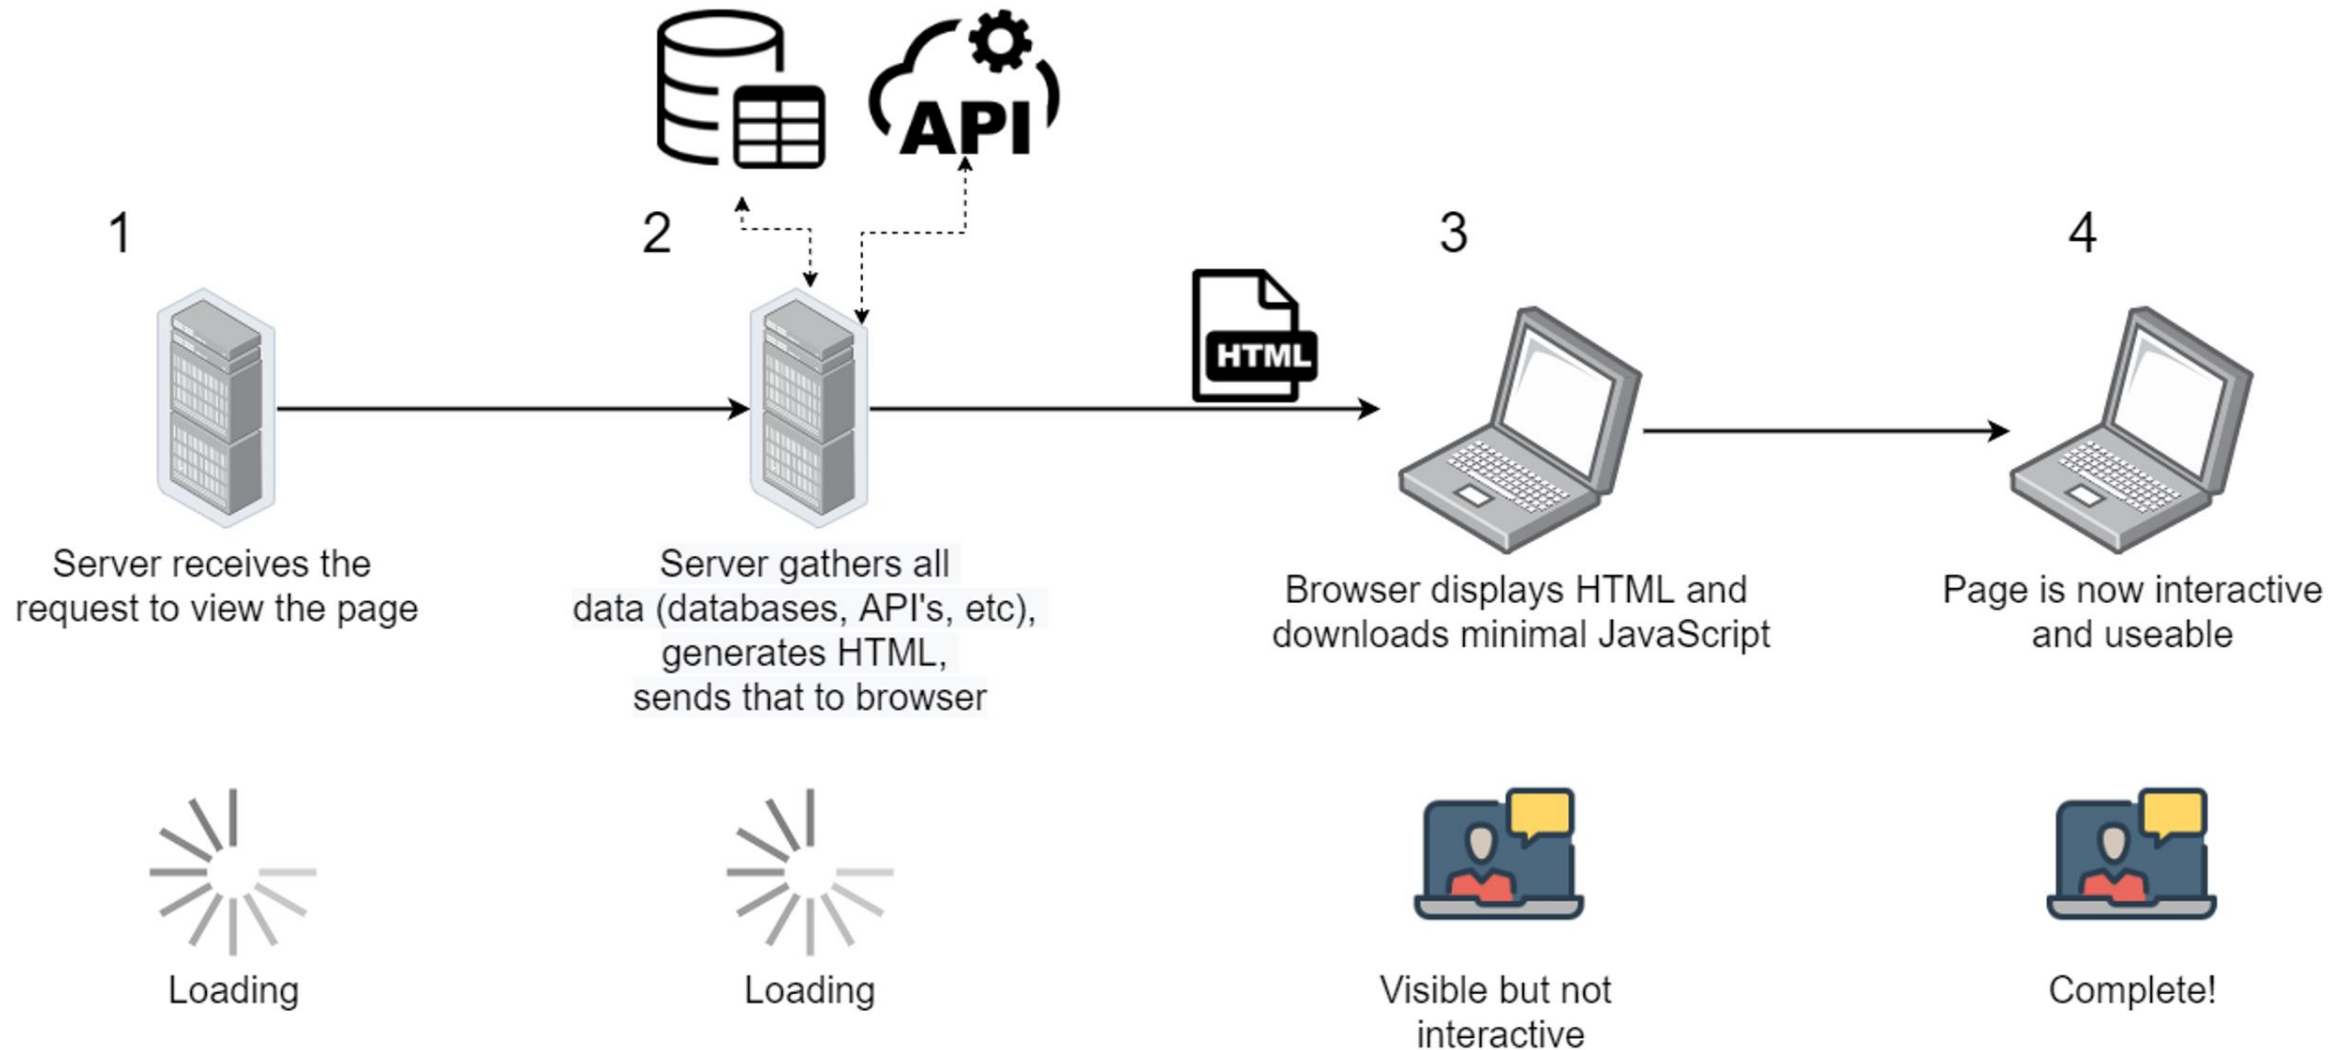 API
1
2
3
4
HTML
Server receives the
request to view the page
Server gathers all
data (databases, API's, etc),
generates HTML,
sends that to browser
Browser displays HTML and
downloads minimal JavaScript
Page is now interactive
and useable
Loading
Loading
Visible but not
interactive
Complete!